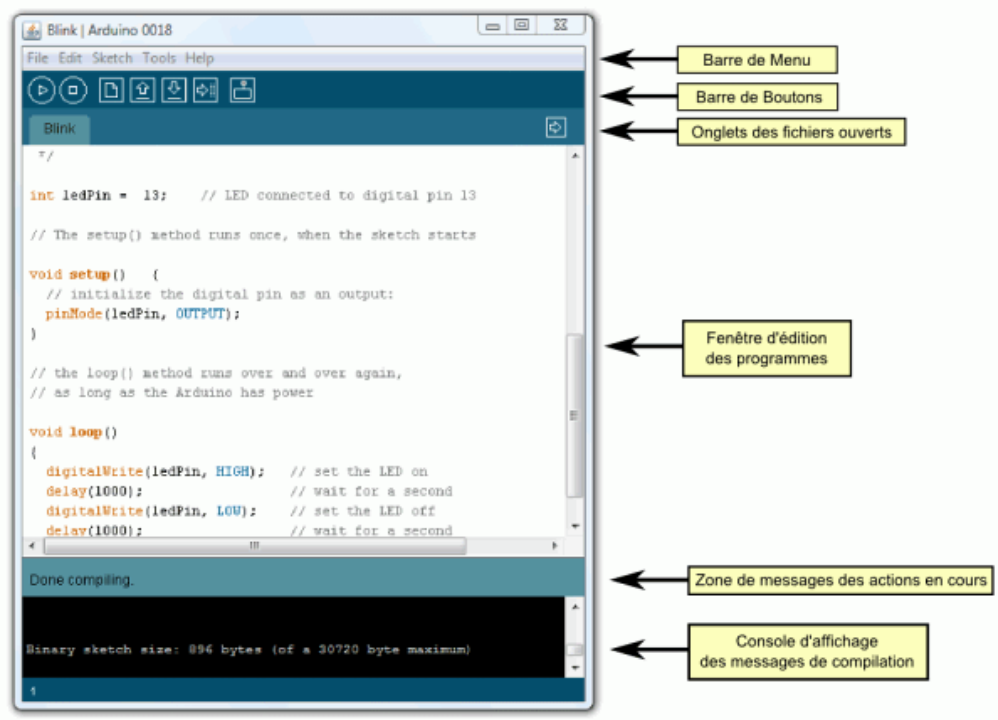 Blink | Arduino 0018
File Edit Sketch Tools Help
Barre de Menu
Barre de Boutons
Blink
Onglets des fichiers ouverts
*/
int ledPin = 13; // LED connected to digital pin 13
// The setup() method runs once, when the sketch starts
void setup() {
// initialize the digital pin as an output:
pinMode(ledPin, OUTPUT);
}
Fenêtre d'édition
des programmes
// the loop() method runs over and over again,
// as long as the Arduino has power
void loop()
{
digitalWrite(ledPin, HIGH); // set the LED on
delay(1000); // wait for a second
digitalWrite(ledPin, LOW); // set the LED off
delay(1000); // wait for a second
Done compiling.
Zone de messages des actions en cours
Binary sketch size: 896 bytes (of a 30720 byte maximum)
Console d'affichage
des messages de compilation
1